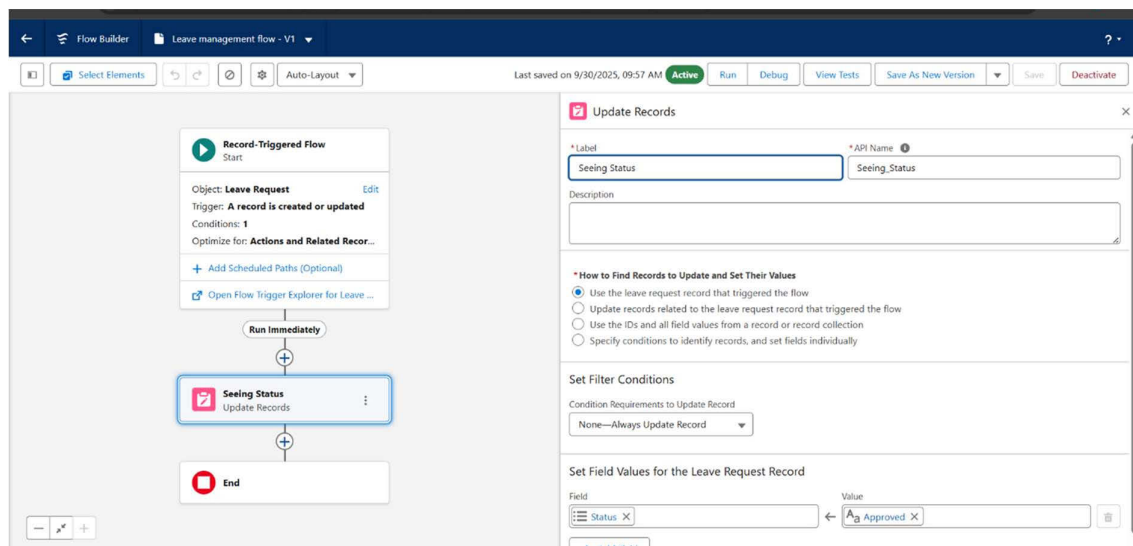 Flow Builder
Leave management flow - V1
?
Select Elements
Auto-Layout
Last saved on 9/30/2025, 09:57 AM
Active
Run
Debug
View Tests
Save As New Version
Save
Deactivate
Record-Triggered Flow
Start
Object: Leave Request
Edit
Trigger: A record is created or updated
Conditions: 1
Optimize for: Actions and Related Recor...
+ Add Scheduled Paths (Optional)
Open Flow Trigger Explorer for Leave ...
Run Immediately
Seeing Status
Update Records
End
Update Records
*Label
Seeing Status
*API Name
Seeing_Status
Description
*How to Find Records to Update and Set Their Values
Use the leave request record that triggered the flow
Update records related to the leave request record that triggered the flow
Use the IDs and all field values from a record or record collection
Specify conditions to identify records, and set fields individually
Set Filter Conditions
Condition Requirements to Update Record
None—Always Update Record
Set Field Values for the Leave Request Record
Field
Value
Status
Aa Approved